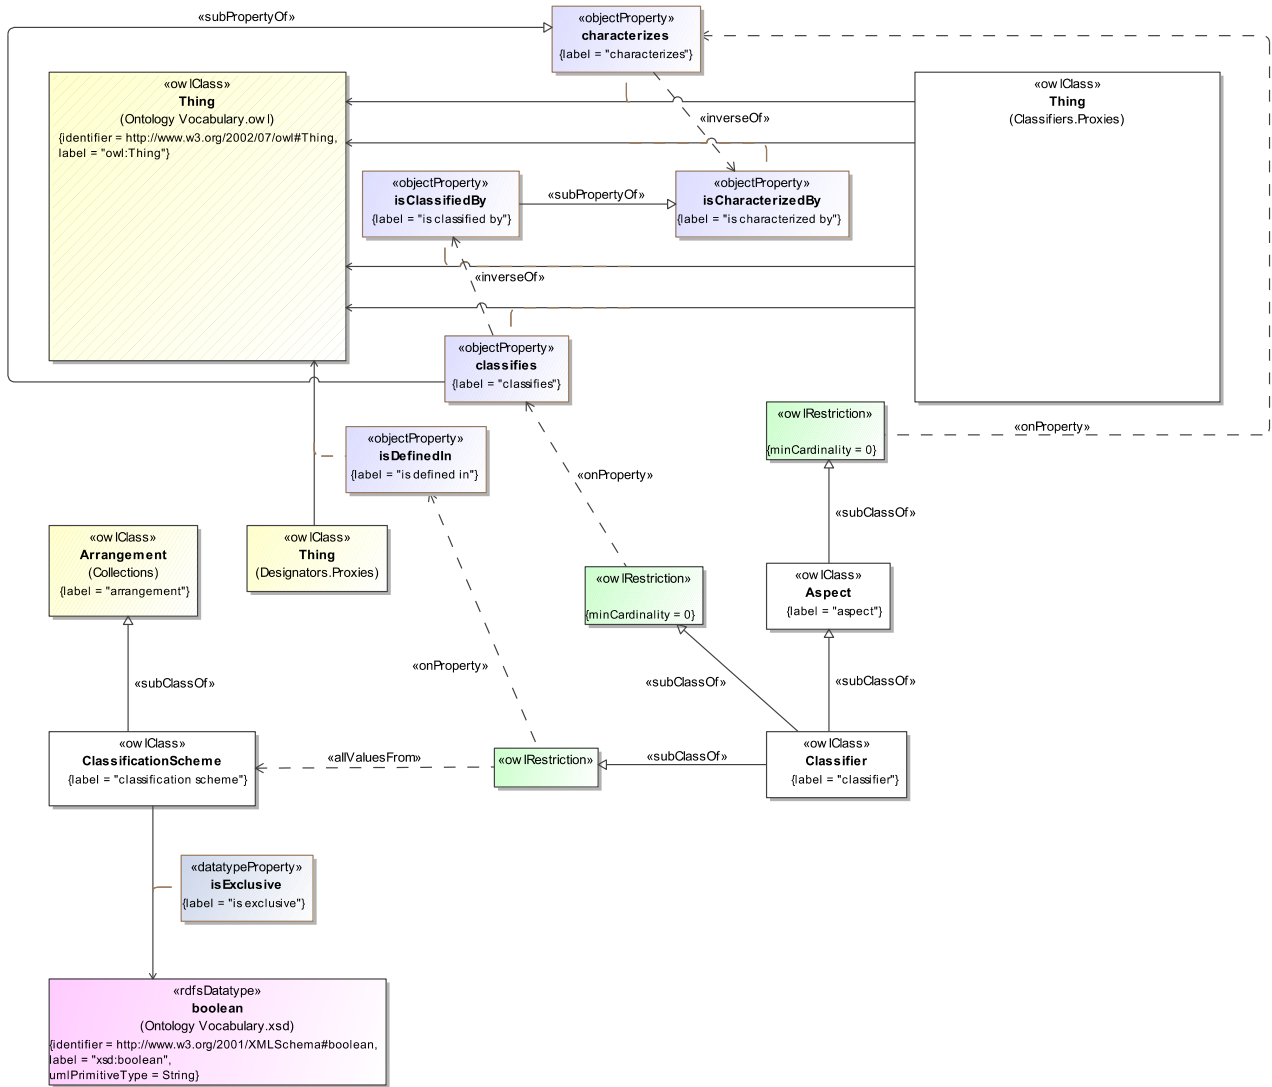 «subPropertyOf»
«objectProperty»
characterizes
{label = "characterizes"}
«owlClass»
Thing
(Ontology Vocabulary.owl)
{identifier = http://www.w3.org/2002/07/owl#Thing,
label = "owl:Thing"}
«owlClass»
Thing
(Classifiers.Proxies)
«inverseOf»
«objectProperty»
isClassifiedBy
{label = "is classified by"}
«subPropertyOf»
«objectProperty»
isCharacterizedBy
{label = "is characterized by"}
«inverseOf»
«objectProperty»
classifies
{label = "classifies"}
«owlRestriction»
{minCardinality = 0}
«onProperty»
«objectProperty»
isDefinedIn
{label = "is defined in"}
«onProperty»
«subClassOf»
«owlClass»
Arrangement
(Collections)
{label = "arrangement"}
«owlClass»
Thing
(Designators.Proxies)
«owlRestriction»
{minCardinality = 0}
«owlClass»
Aspect
{label = "aspect"}
«onProperty»
«subClassOf»
«subClassOf»
«subClassOf»
«owlClass»
ClassificationScheme
{label = "classification scheme"}
«allValuesFrom»
«owlRestriction»
«subClassOf»
«owlClass»
Classifier
{label = "classifier"}
«datatypeProperty»
isExclusive
{label = "is exclusive"}
«rdfsDatatype»
boolean
(Ontology Vocabulary.xsd)
{identifier = http://www.w3.org/2001/XMLSchema#boolean,
label = "xsd:boolean",
umlPrimitiveType = String}